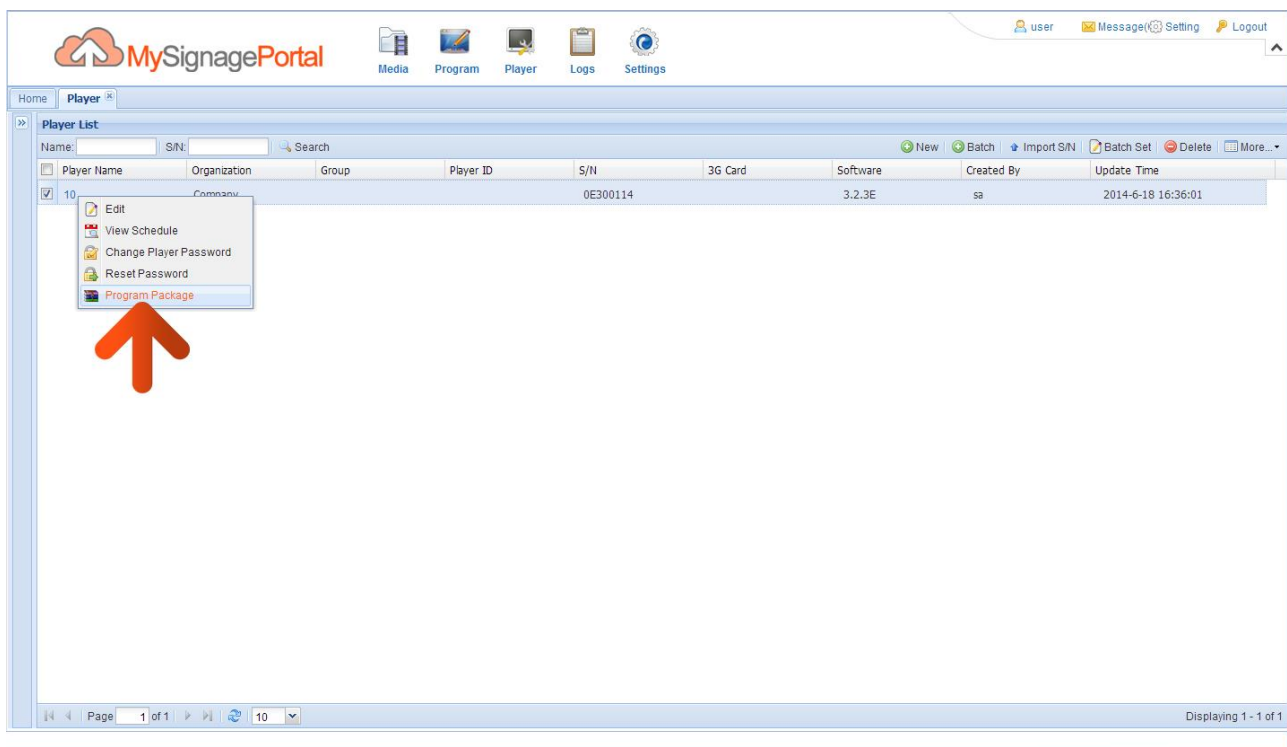 user Message( Setting Logout
MySignagePortal
Media Program Player Logs Settings
Home Player
Player List
Name: S/N: Search New Batch Import S/N Batch Set Delete More...
Player Name Organization Group Player ID S/N 3G Card Software Created By Update Time
10 Company 0E300114 3.2.3E sa 2014-6-18 16:36:01
Edit
View Schedule
Change Player Password
Reset Password
Program Package
Page 1 of 1 10 Displaying 1 - 1 of 1